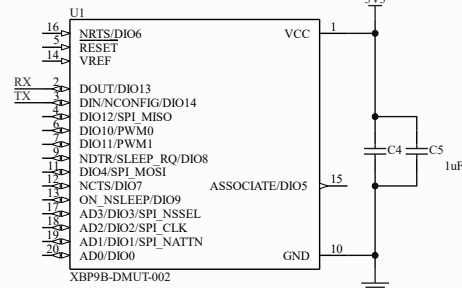 3V3
U1
16 NRTS/DIO6 VCC 1
5 RESET
14 VREF
RX 2 DOUT/DIO13
TX 3 DIN/NCONFIG/DIO14
4 DIO12/SPI_MISO
6 DIO10/PWM0
7 DIO11/PWM1
9 NDTR/SLEEP_RQ/DIO8
11 DIO4/SPI_MOSI
12 NCTS/DIO7 ASSOCIATE/DIO5 15
13 ON_NSLEEP/DIO9
17 AD3/DIO3/SPI_NSSEL
18 AD2/DIO2/SPI_CLK
19 AD1/DIO1/SPI_NATTN
20 AD0/DIO0 GND 10
C4 C5
1uF
XBP9B-DMUT-002